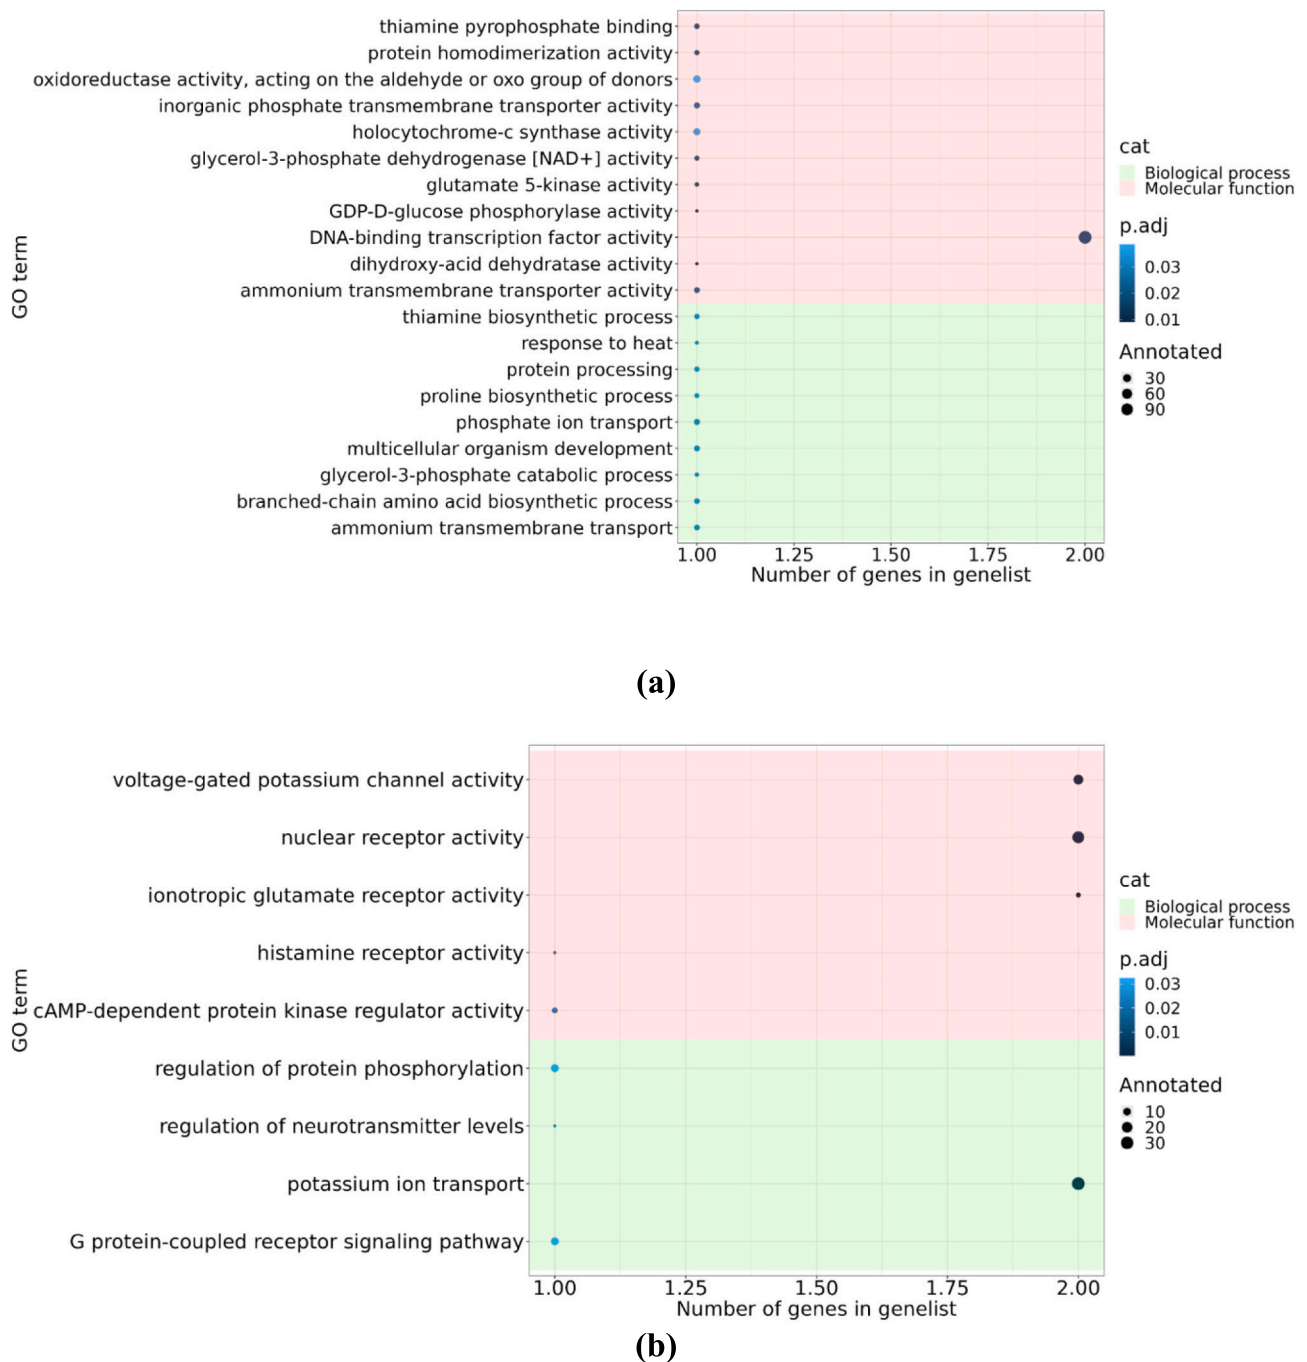 thiamine pyrophosphate binding
protein homodimerization activity
oxidoreductase activity, acting on the aldehyde or oxo group of donors
inorganic phosphate transmembrane transporter activity
holocytochrome-c synthase activity
glycerol-3-phosphate dehydrogenase [NAD+] activity
glutamate 5-kinase activity
GDP-D-glucose phosphorylase activity
DNA-binding transcription factor activity
dihydroxy-acid dehydratase activity
ammonium transmembrane transporter activity
thiamine biosynthetic process
response to heat
protein processing
proline biosynthetic process
phosphate ion transport
multicellular organism development
glycerol-3-phosphate catabolic process
branched-chain amino acid biosynthetic process
ammonium transmembrane transport
GO term
1.00 1.25 1.50 1.75 2.00
Number of genes in genelist
cat
Biological process
Molecular function
p.adj
0.03
0.02
0.01
Annotated
30
60
90
(a)
voltage-gated potassium channel activity
nuclear receptor activity
ionotropic glutamate receptor activity
histamine receptor activity
cAMP-dependent protein kinase regulator activity
regulation of protein phosphorylation
regulation of neurotransmitter levels
potassium ion transport
G protein-coupled receptor signaling pathway
GO term
1.00 1.25 1.50 1.75 2.00
Number of genes in genelist
cat
Biological process
Molecular function
p.adj
0.03
0.02
0.01
Annotated
10
20
30
(b)